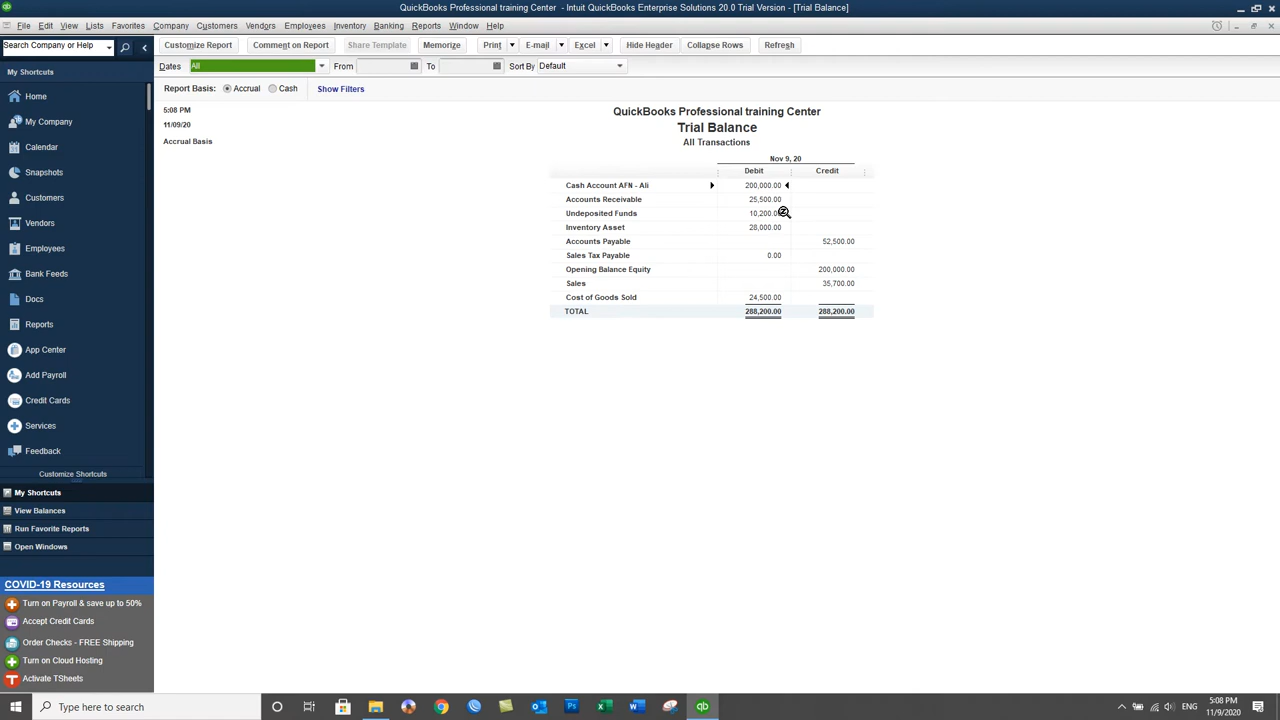 QuickBooks Professional training Center - Intuit QuickBooks Enterprise Solutions 20.0 Trial Version - [Trial Balance]
File Edit View Lists Favorites Company Customers Vendors Employees Inventory Banking Reports Window Help
Search Company or Help
Customize Report Comment on Report Share Template Memorize Print E-mail Excel Hide Header Collapse Rows Refresh
My Shortcuts
Dates All From To Sort By Default
Report Basis: Accrual Cash Show Filters
Home
My Company
Calendar
Snapshots
Customers
Vendors
Employees
Bank Feeds
Docs
Reports
App Center
Add Payroll
Credit Cards
Services
Feedback
Customize Shortcuts
My Shortcuts
View Balances
Run Favorite Reports
Open Windows
COVID-19 Resources
Turn on Payroll & save up to 50%
Accept Credit Cards
Order Checks - FREE Shipping
Turn on Cloud Hosting
Activate TSheets
5:08 PM
11/09/20
Accrual Basis
QuickBooks Professional training Center
Trial Balance
All Transactions
Nov 9, 20
Debit Credit
Cash Account AFN - Ali 200,000.00
Accounts Receivable 25,500.00
Undeposited Funds 10,200.00
Inventory Asset 28,000.00
Accounts Payable 52,500.00
Sales Tax Payable 0.00
Opening Balance Equity 200,000.00
Sales 35,700.00
Cost of Goods Sold 24,500.00
TOTAL 288,200.00 288,200.00
Type here to search
ENG
5:08 PM
11/9/2020